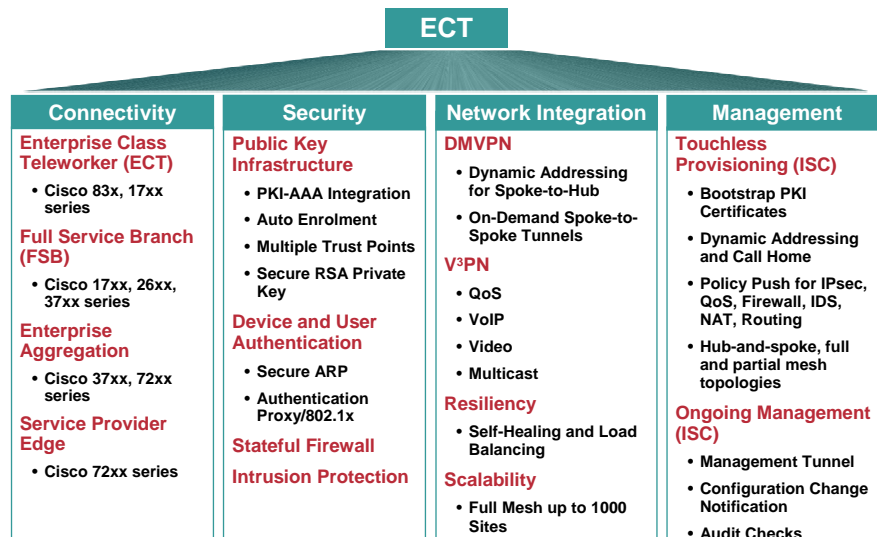 ECT
Connectivity
Enterprise Class
Teleworker (ECT)
• Cisco 83x, 17xx
series
Full Service Branch
(FSB)
• Cisco 17xx, 26xx,
37xx series
Enterprise
Aggregation
• Cisco 37xx, 72xx
series
Service Provider
Edge
• Cisco 72xx series
Security
Public Key
Infrastructure
• PKI-AAA Integration
• Auto Enrolment
• Multiple Trust Points
• Secure RSA Private
Key
Device and User
Authentication
• Secure ARP
• Authentication
Proxy/802.1x
Stateful Firewall
Intrusion Protection
Network Integration
DMVPN
• Dynamic Addressing
for Spoke-to-Hub
• On-Demand Spoke-to-
Spoke Tunnels
V³PN
• QoS
• VoIP
• Video
• Multicast
Resiliency
• Self-Healing and Load
Balancing
Scalability
• Full Mesh up to 1000
Sites
Management
Touchless
Provisioning (ISC)
• Bootstrap PKI
Certificates
• Dynamic Addressing
and Call Home
• Policy Push for IPsec,
QoS, Firewall, IDS,
NAT, Routing
• Hub-and-spoke, full
and partial mesh
topologies
Ongoing Management
(ISC)
• Management Tunnel
• Configuration Change
Notification
• Audit Checks